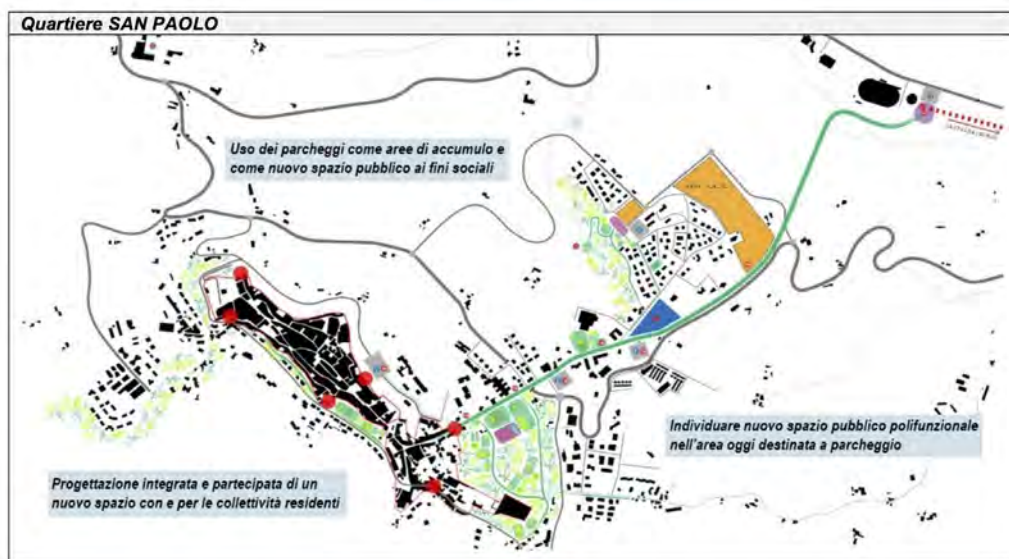 Quartiere SAN PAOLO
Uso dei parcheggi come aree di accumulo e
come nuovo spazio pubblico ai fini sociali
Individuare nuovo spazio pubblico polifunzionale
nell'area oggi destinata a parcheggio
Progettazione integrata e partecipata di un
nuovo spazio con e per le collettività residenti